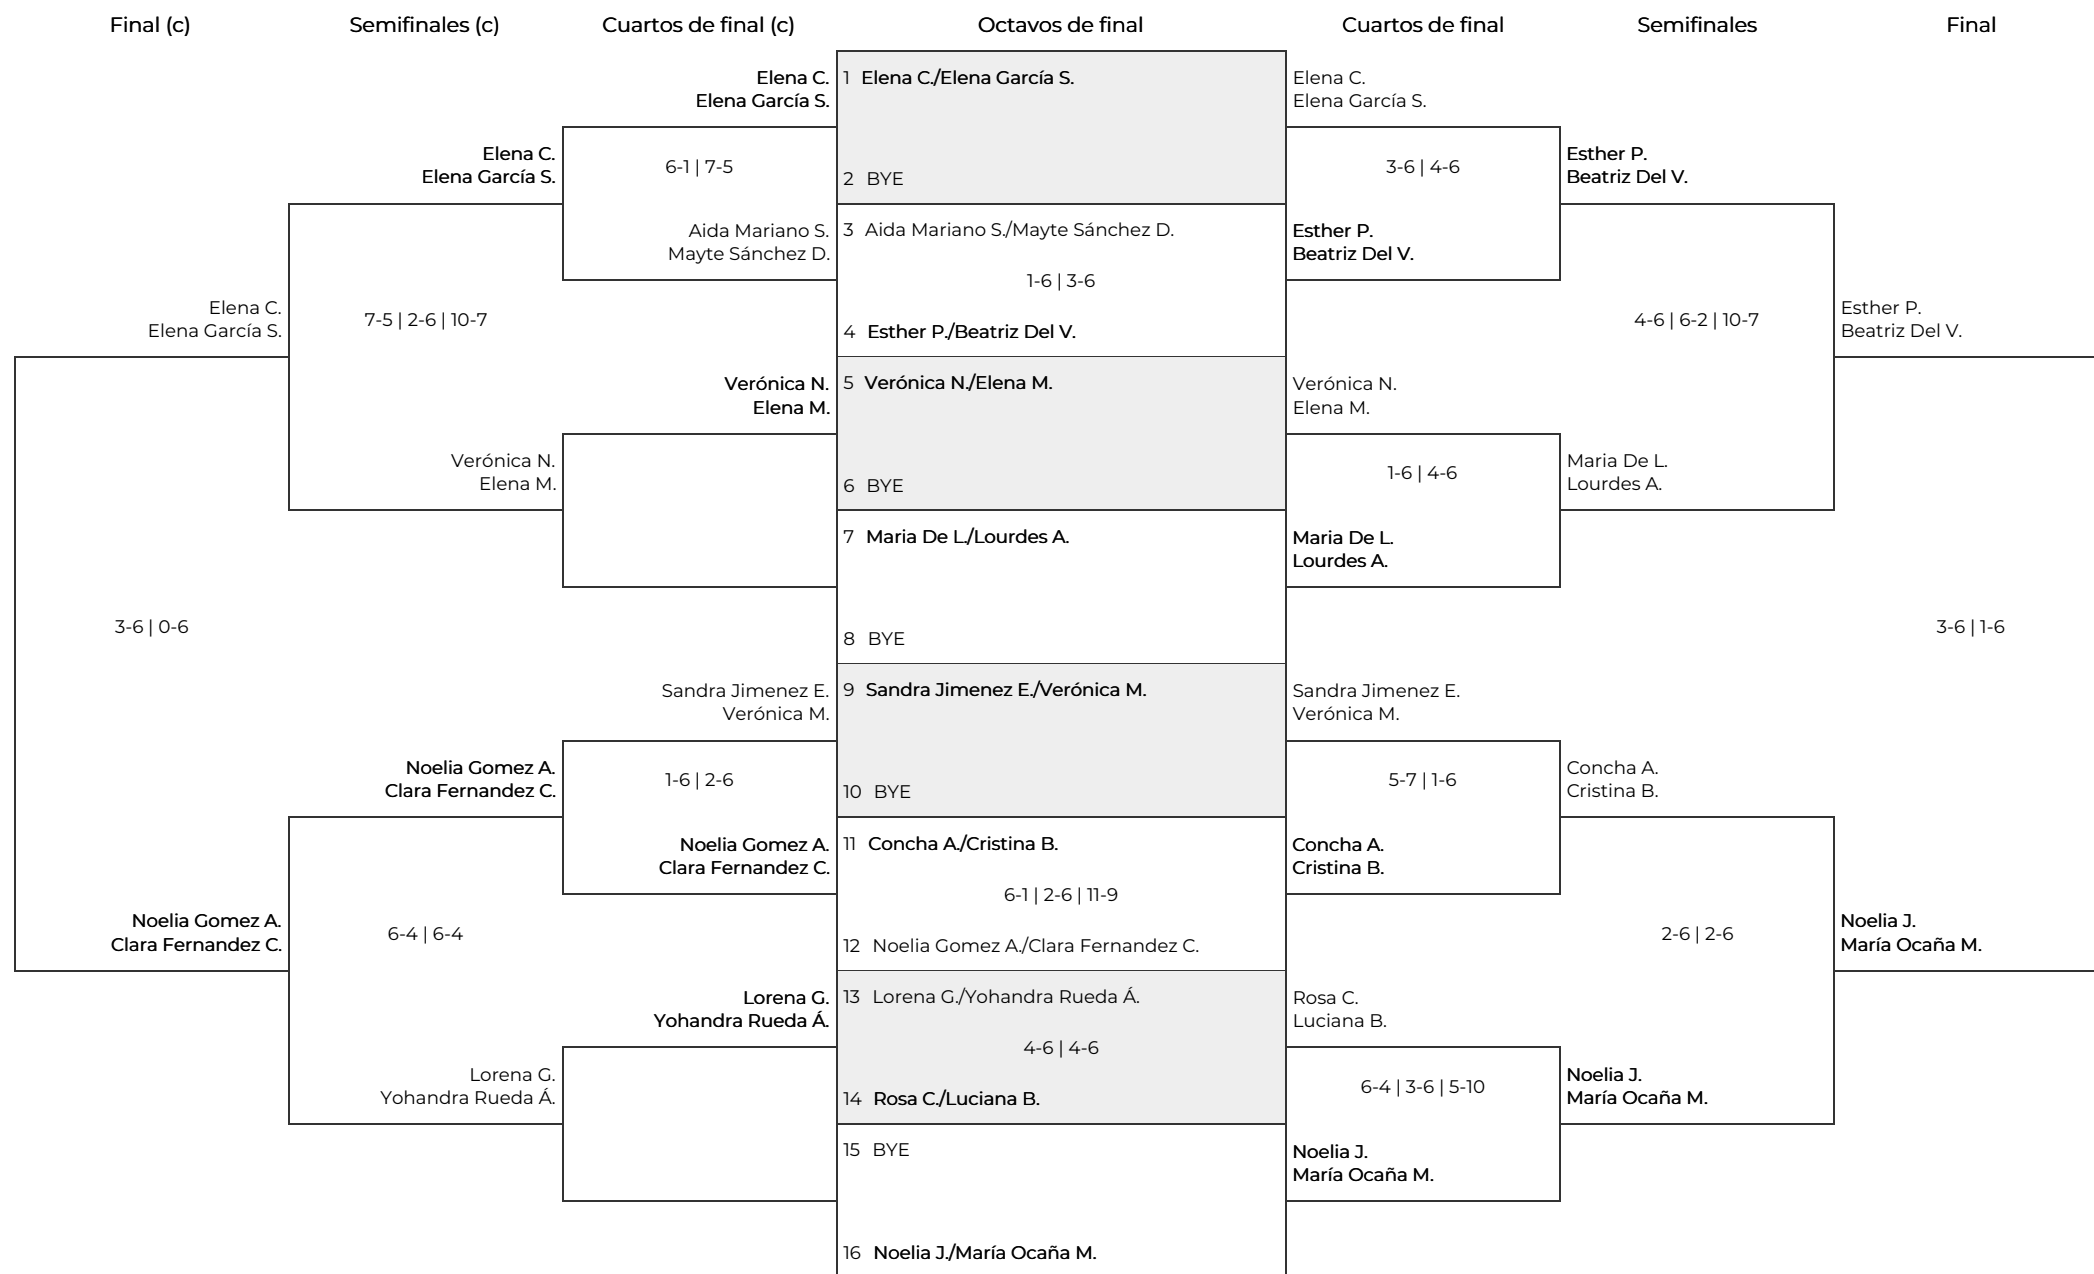 Final (c)
Semifinales (c)
Cuartos de final (c)
Octavos de final
Cuartos de final
Semifinales
Final
Elena C.
Elena García S.
3-6 | 0-6
Noelia Gomez A.
Clara Fernandez C.
Elena C.
Elena García S.
7-5 | 2-6 | 10-7
Verónica N.
Elena M.
Noelia Gomez A.
Clara Fernandez C.
6-4 | 6-4
Lorena G.
Yohandra Rueda Á.
Elena C.
Elena García S.
6-1 | 7-5
Aida Mariano S.
Mayte Sánchez D.
Verónica N.
Elena M.
Sandra Jimenez E.
Verónica M.
1-6 | 2-6
Noelia Gomez A.
Clara Fernandez C.
Lorena G.
Yohandra Rueda Á.
1 Elena C./Elena García S.
2 BYE
3 Aida Mariano S./Mayte Sánchez D.
1-6 | 3-6
4 Esther P./Beatriz Del V.
5 Verónica N./Elena M.
6 BYE
7 Maria De L./Lourdes A.
8 BYE
9 Sandra Jimenez E./Verónica M.
10 BYE
11 Concha A./Cristina B.
6-1 | 2-6 | 11-9
12 Noelia Gomez A./Clara Fernandez C.
13 Lorena G./Yohandra Rueda Á.
4-6 | 4-6
14 Rosa C./Luciana B.
15 BYE
16 Noelia J./María Ocaña M.
Elena C.
Elena García S.
3-6 | 4-6
Esther P.
Beatriz Del V.
Verónica N.
Elena M.
1-6 | 4-6
Maria De L.
Lourdes A.
Sandra Jimenez E.
Verónica M.
5-7 | 1-6
Concha A.
Cristina B.
Rosa C.
Luciana B.
6-4 | 3-6 | 5-10
Noelia J.
María Ocaña M.
Esther P.
Beatriz Del V.
4-6 | 6-2 | 10-7
Maria De L.
Lourdes A.
Concha A.
Cristina B.
2-6 | 2-6
Noelia J.
María Ocaña M.
Esther P.
Beatriz Del V.
3-6 | 1-6
Noelia J.
María Ocaña M.